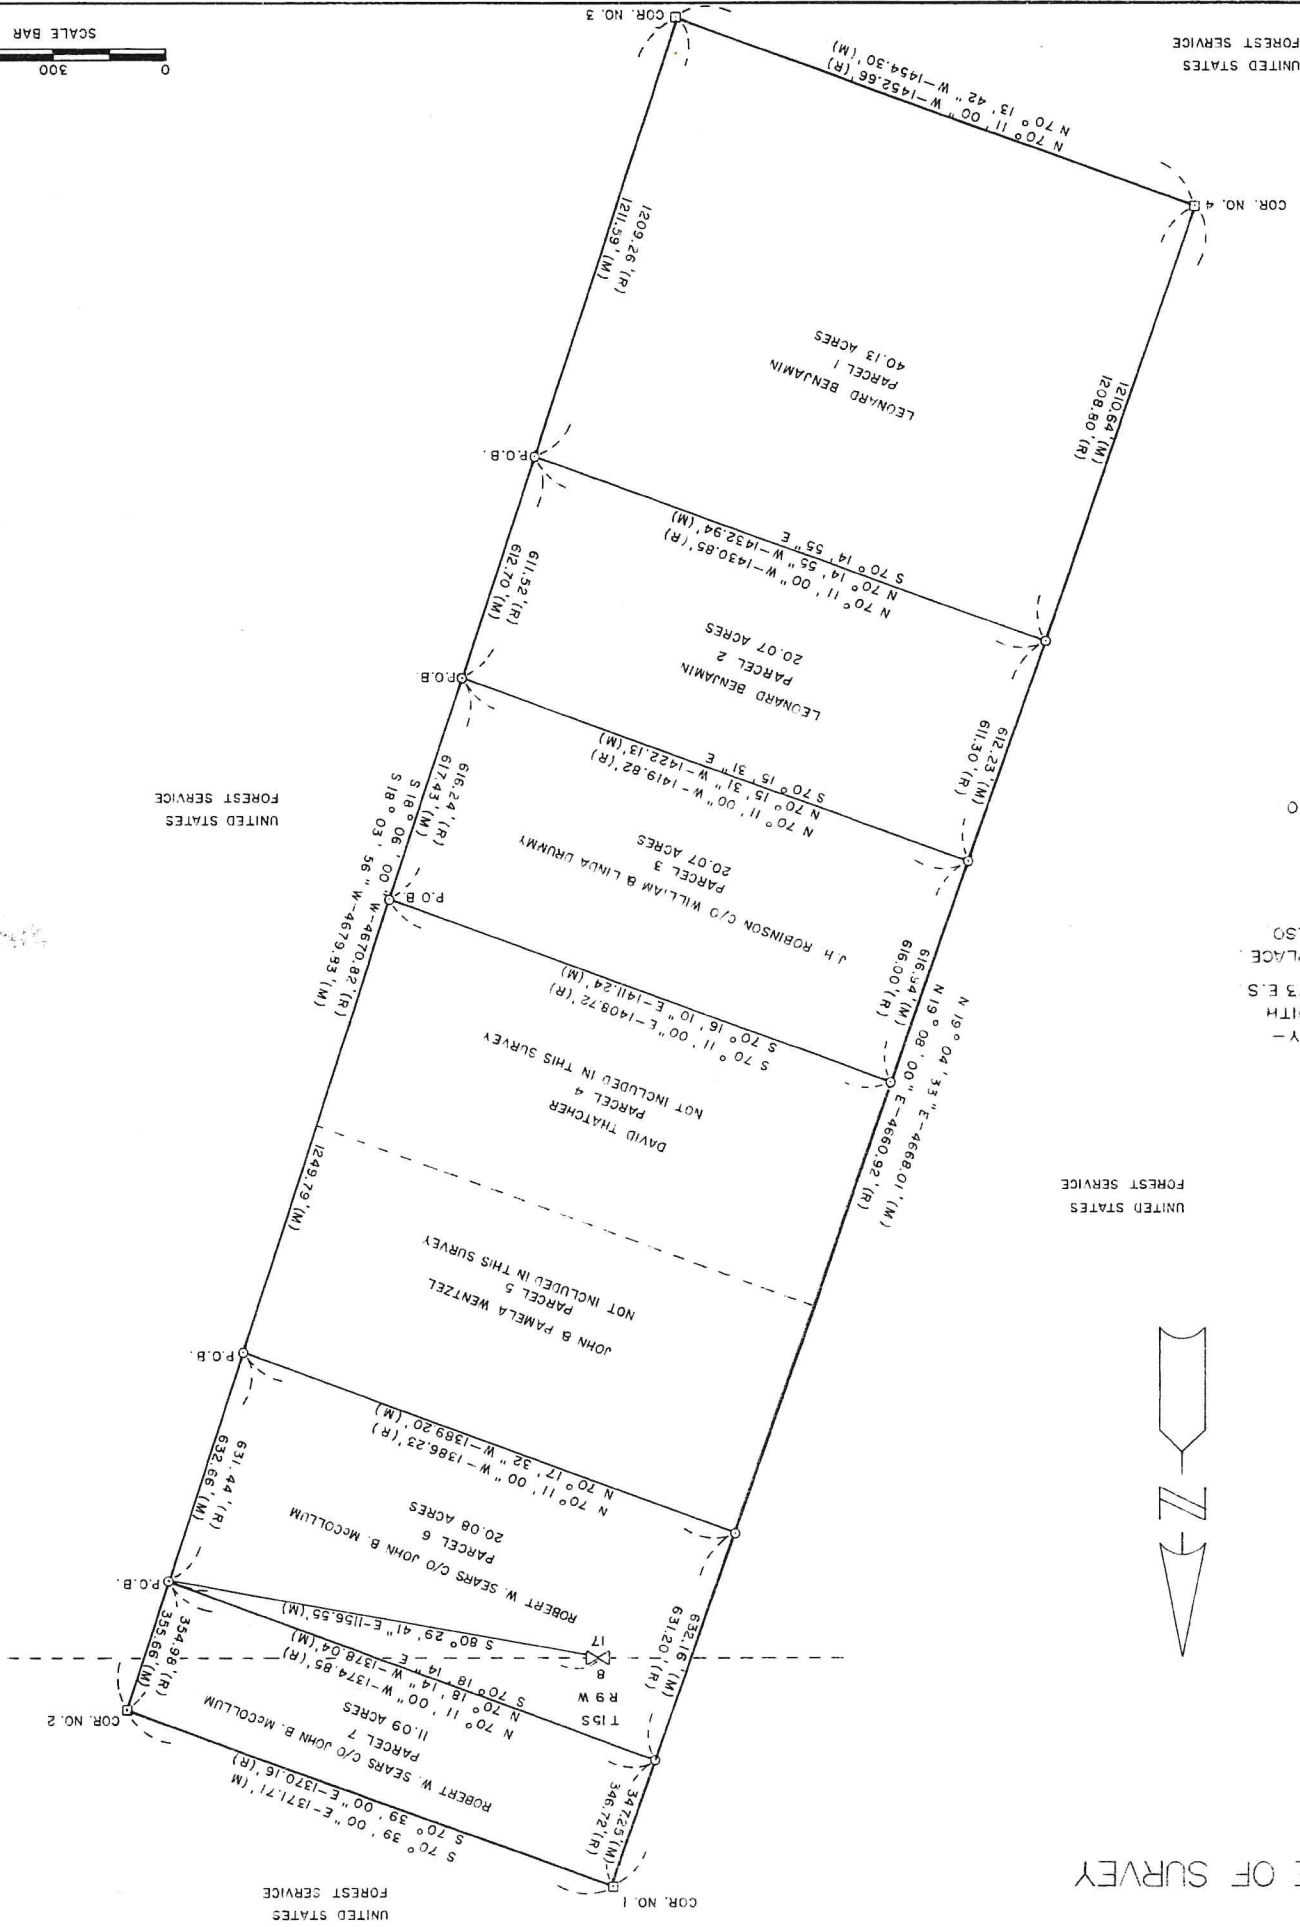 E OF SURVEY
UNITED STATES
FOREST SERVICE
COR. NO. 1
S 70° 39' 00" E-1371.71' (M
S 70° 39' 00" E-1370.16' (R)
COR. NO. 2
347.25'(M)
346.72'(R)
ROBERT W. SEARS C/O JOHN B. McCOLLUM
PARCEL 7
11.09 ACRES
354.98'(R)
355.66'(M)
T15S
R 9 W
8
17
N 70° 11' 00" W-1374.85' (R)
N 70° 18' 14" W-1378.04' (M)
S 70° 18' 14" E
S 80° 29' 41" E-1156.55' (M)
P.O.B.
632.16' (M)
631.20' (R)
ROBERT W. SEARS C/O JOHN B. McCOLLUM
PARCEL 6
20.08 ACRES
631.44' (R)
632.66' (M)
N 70° 11' 00" W-1386.23' (R)
N 70° 17' 32" W-1389.20' (M)
P.O.B.
JOHN & PAMELA WENTZEL
PARCEL 5
NOT INCLUDED IN THIS SURVEY
1249.79' (M)
UNITED STATES
FOREST SERVICE
DAVID THATCHER
PARCEL 4
NOT INCLUDED IN THIS SURVEY
N 19° 04' 33" E-4668.01' (M)
N 19° 08' 00" E-4660.92' (R)
S 18° 06' 00" W-4670.82' (R)
S 18° 03' 56" W-4679.83' (M)
S 70° 11' 00" E-1408.72' (R)
S 70° 16' 10" E-1411.24' (M)
P.O.B.
616.94' (M)
616.00' (R)
J.H. ROBINSON C/O WILLIAM & LINDA DRUMMY
PARCEL 3
20.07 ACRES
616.24' (R)
617.43' (M)
UNITED STATES
FOREST SERVICE
N 70° 11' 00" W-1419.82' (R)
N 70° 15' 31" W-1422.13' (M)
S 70° 15' 31" E
P.O.B.
612.23' (M)
611.30' (R)
LEONARD BENJAMIN
PARCEL 2
20.07 ACRES
611.52' (R)
612.70' (M)
N 70° 11' 00" W-1430.85' (R)
N 70° 14' 55" W-1432.94' (M)
S 70° 14' 55" E
P.O.B.
1210.64' (M)
1208.80' (R)
LEONARD BENJAMIN
PARCEL 1
40.13 ACRES
1209.26' (R)
1211.59' (M)
COR. NO. 4
N 70° 11' 00" W-1452.66' (R)
N 70° 13' 42" W-1454.30' (M)
COR. NO. 3
UNITED STATES
FOREST SERVICE
Y-
ITH
3 E.S.
PLACE.
LSO
O
N
0 300
SCALE BAR